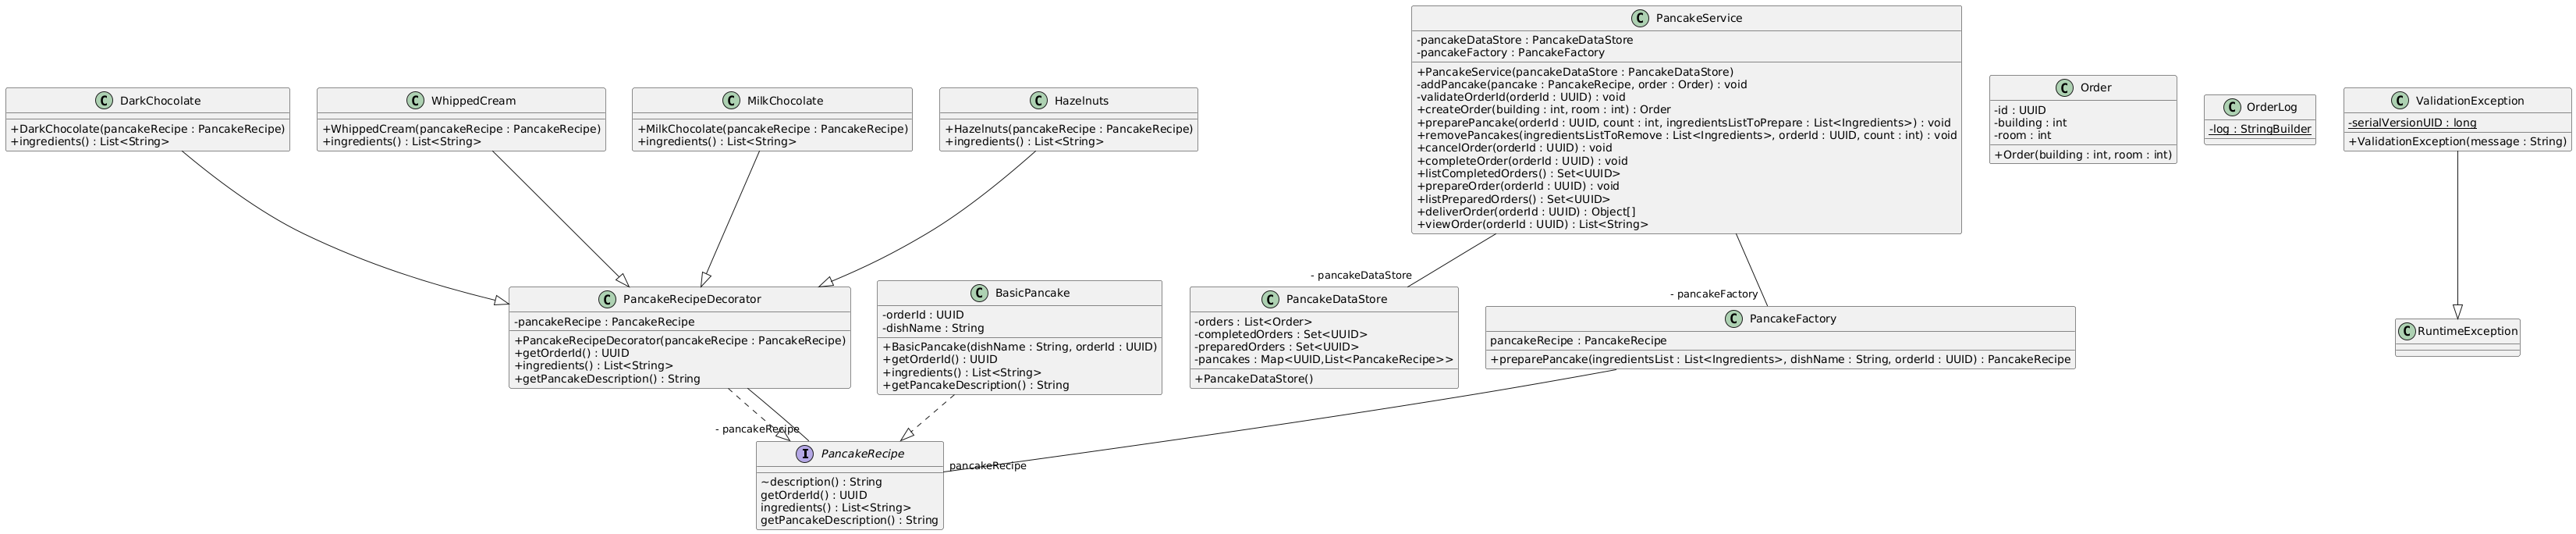 C PancakeService
-pancakeDataStore : PancakeDataStore
-pancakeFactory : PancakeFactory
+PancakeService(pancakeDataStore : PancakeDataStore)
-addPancake(pancake : PancakeRecipe, order : Order) : void
-validateOrderId(orderId : UUID) : void
+createOrder(building : int, room : int) : Order
+preparePancake(orderId : UUID, count : int, ingredientsListToPrepare : List<Ingredients>) : void
+removePancakes(ingredientsListToRemove : List<Ingredients>, orderId : UUID, count : int) : void
+cancelOrder(orderId : UUID) : void
+completeOrder(orderId : UUID) : void
+listCompletedOrders() : Set<UUID>
+prepareOrder(orderId : UUID) : void
+listPreparedOrders() : Set<UUID>
+deliverOrder(orderId : UUID) : Object[]
+viewOrder(orderId : UUID) : List<String>
C DarkChocolate
+DarkChocolate(pancakeRecipe : PancakeRecipe)
+ingredients() : List<String>
C WhippedCream
+WhippedCream(pancakeRecipe : PancakeRecipe)
+ingredients() : List<String>
C MilkChocolate
+MilkChocolate(pancakeRecipe : PancakeRecipe)
+ingredients() : List<String>
C Hazelnuts
+Hazelnuts(pancakeRecipe : PancakeRecipe)
+ingredients() : List<String>
C Order
-id : UUID
-building : int
-room : int
+Order(building : int, room : int)
C OrderLog
-log : StringBuilder
C ValidationException
-serialVersionUID : long
+ValidationException(message : String)
- pancakeDataStore
- pancakeFactory
C PancakeRecipeDecorator
-pancakeRecipe : PancakeRecipe
+PancakeRecipeDecorator(pancakeRecipe : PancakeRecipe)
+getOrderId() : UUID
+ingredients() : List<String>
+getPancakeDescription() : String
C BasicPancake
-orderId : UUID
-dishName : String
+BasicPancake(dishName : String, orderId : UUID)
+getOrderId() : UUID
+ingredients() : List<String>
+getPancakeDescription() : String
C PancakeDataStore
-orders : List<Order>
-completedOrders : Set<UUID>
-preparedOrders : Set<UUID>
-pancakes : Map<UUID,List<PancakeRecipe>>
+PancakeDataStore()
C PancakeFactory
pancakeRecipe : PancakeRecipe
+preparePancake(ingredientsList : List<Ingredients>, dishName : String, orderId : UUID) : PancakeRecipe
C RuntimeException
- pancakeRecipe
pancakeRecipe
I PancakeRecipe
~description() : String
getOrderId() : UUID
ingredients() : List<String>
getPancakeDescription() : String